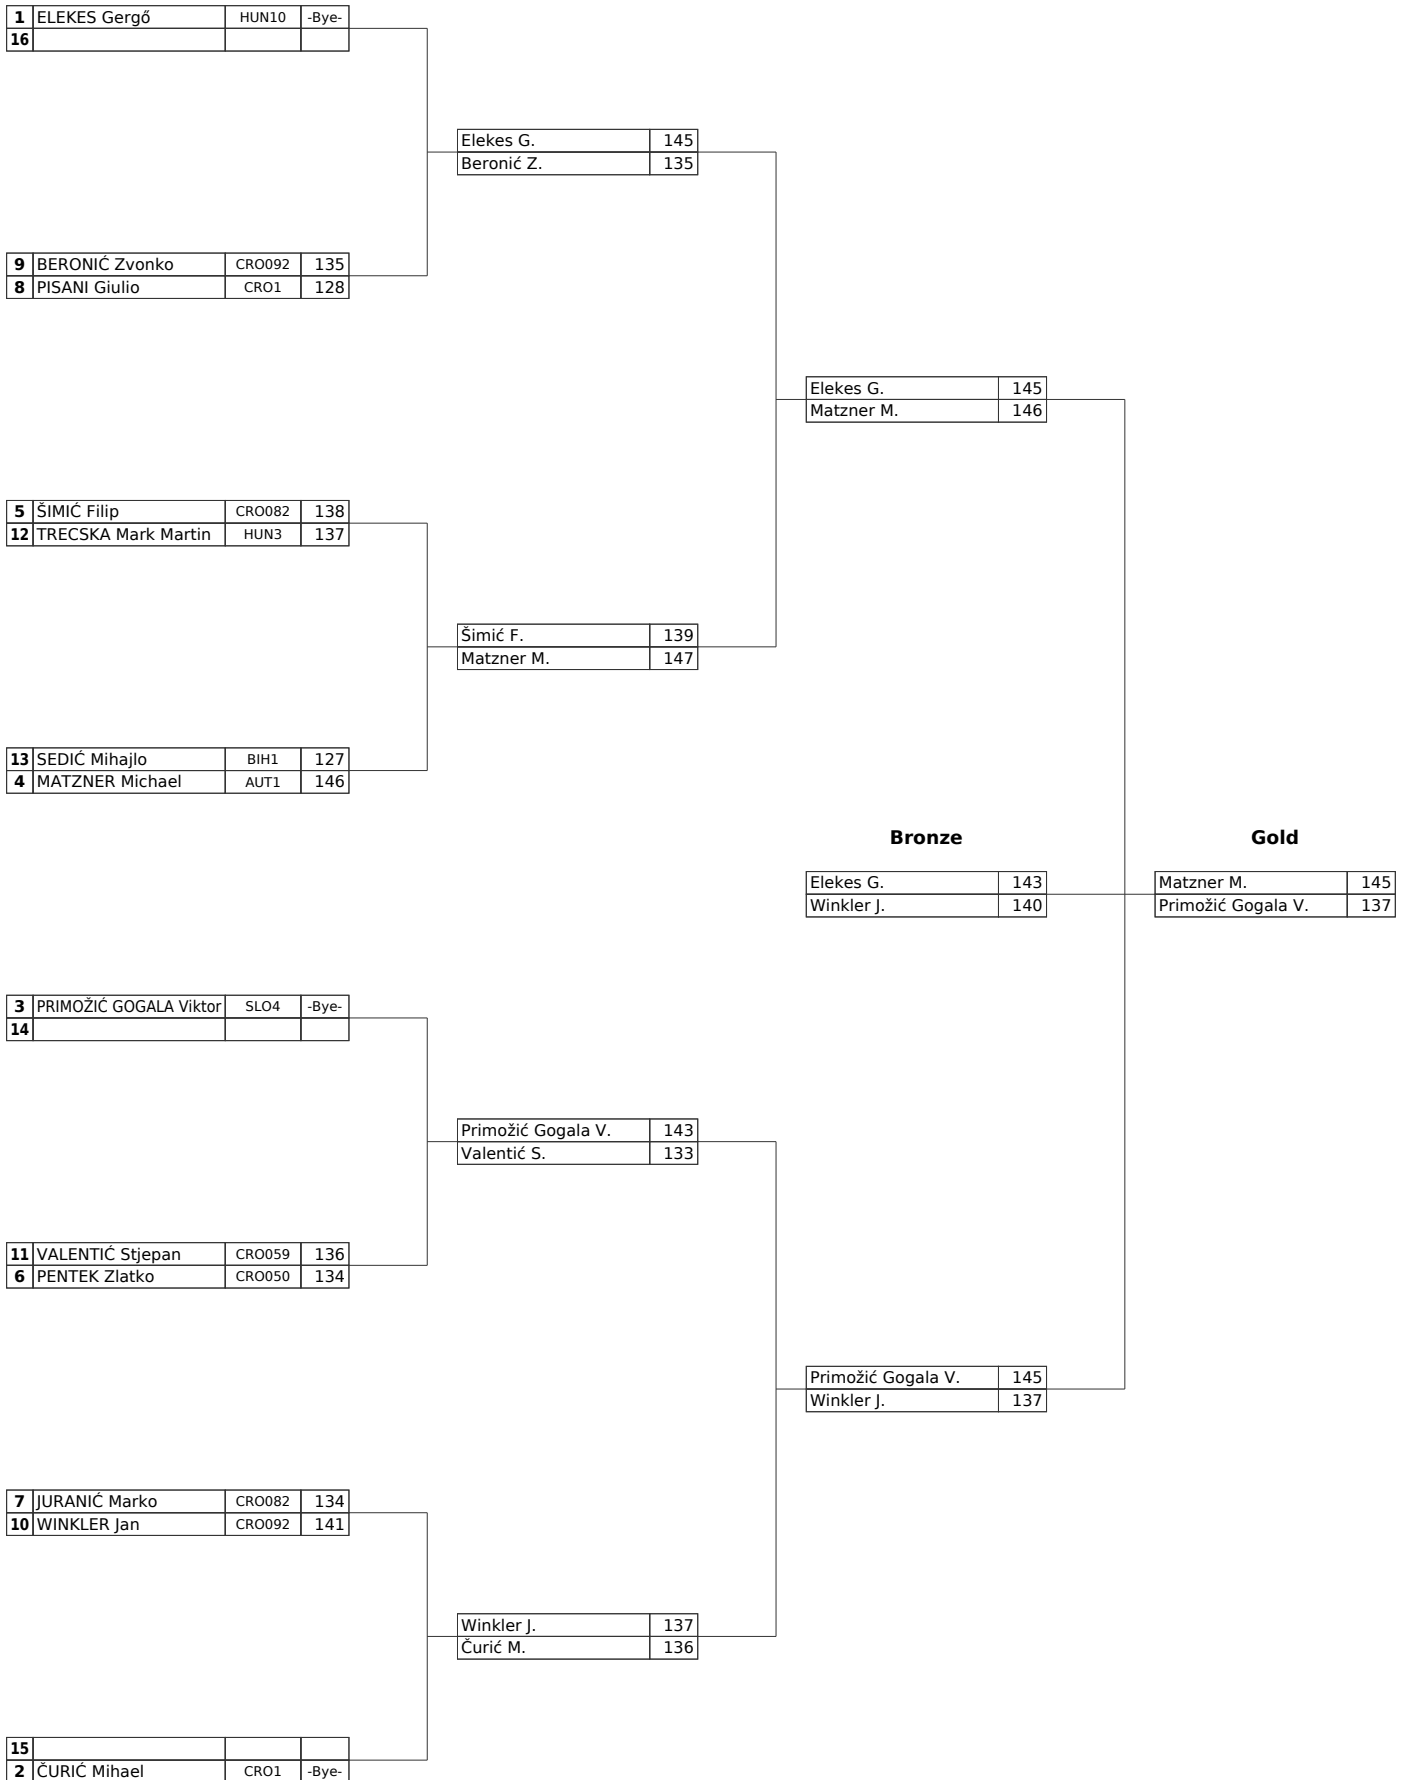 1 ELEKES Gergő HUN10 -Bye-
16
Elekes G. 145
Beronić Z. 135
9 BERONIĆ Zvonko CRO092 135
8 PISANI Giulio CRO1 128
Elekes G. 145
Matzner M. 146
5 ŠIMIĆ Filip CRO082 138
12 TRECSKA Mark Martin HUN3 137
Šimić F. 139
Matzner M. 147
13 SEDIĆ Mihajlo BIH1 127
4 MATZNER Michael AUT1 146
Bronze Gold
Elekes G. 143 Matzner M. 145
Winkler J. 140 Primožić Gogala V. 137
3 PRIMOŽIĆ GOGALA Viktor SLO4 -Bye-
14
Primožić Gogala V. 143
Valentić S. 133
11 VALENTIĆ Stjepan CRO059 136
6 PENTEK Zlatko CRO050 134
Primožić Gogala V. 145
Winkler J. 137
7 JURANIĆ Marko CRO082 134
10 WINKLER Jan CRO092 141
Winkler J. 137
Čurić M. 136
15
2 ČURIĆ Mihael CRO1 -Bye-